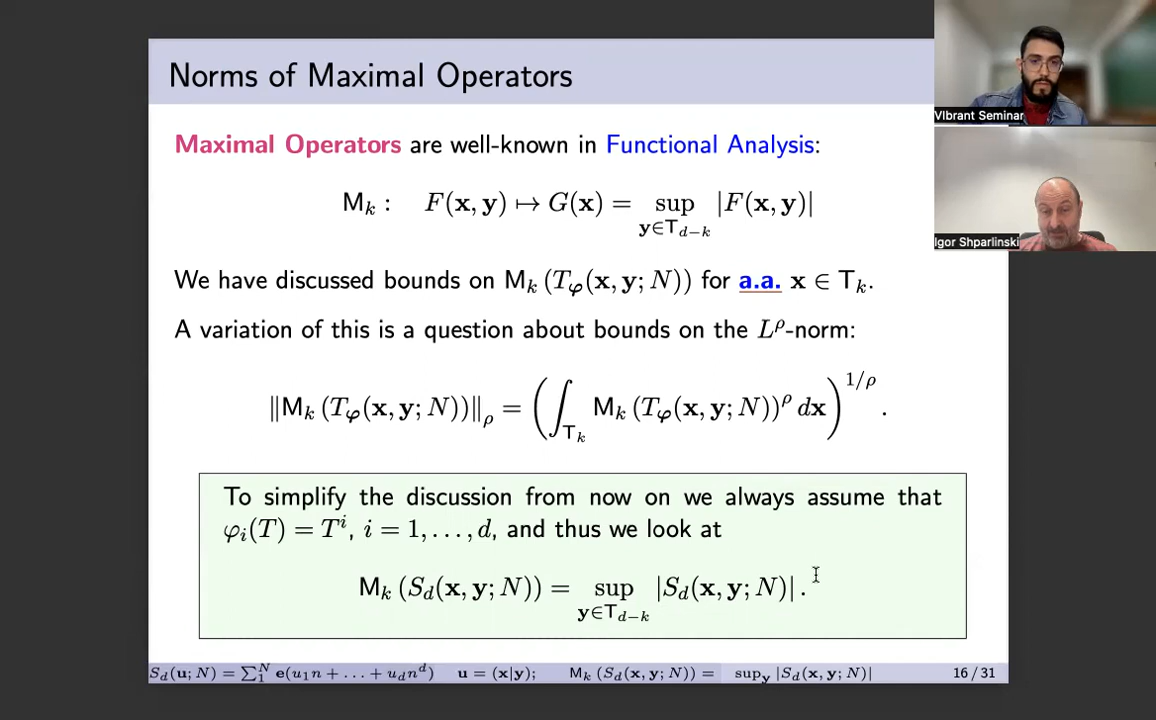 Norms of Maximal Operators
Maximal Operators are well-known in Functional Analysis:
M_k : F(x, y) ↦ G(x) = sup_{y∈T_{d−k}} |F(x, y)|
We have discussed bounds on M_k (T_φ(x, y; N)) for a.a. x ∈ T_k.
A variation of this is a question about bounds on the L^ρ-norm:
‖M_k (T_φ(x, y; N))‖_ρ = (∫_{T_k} M_k (T_φ(x, y; N))^ρ dx)^{1/ρ} .
To simplify the discussion from now on we always assume that
φ_i(T) = T^i, i = 1, . . . , d, and thus we look at
M_k (S_d(x, y; N)) = sup_{y∈T_{d−k}} |S_d(x, y; N)| .
S_d(u; N) = ∑_1^N e(u_1n + . . . + u_dn^d) u = (x|y); M_k (S_d(x, y; N)) = sup_y |S_d(x, y; N)| 16 / 31
VIbrant Seminar
Igor Shparlinski